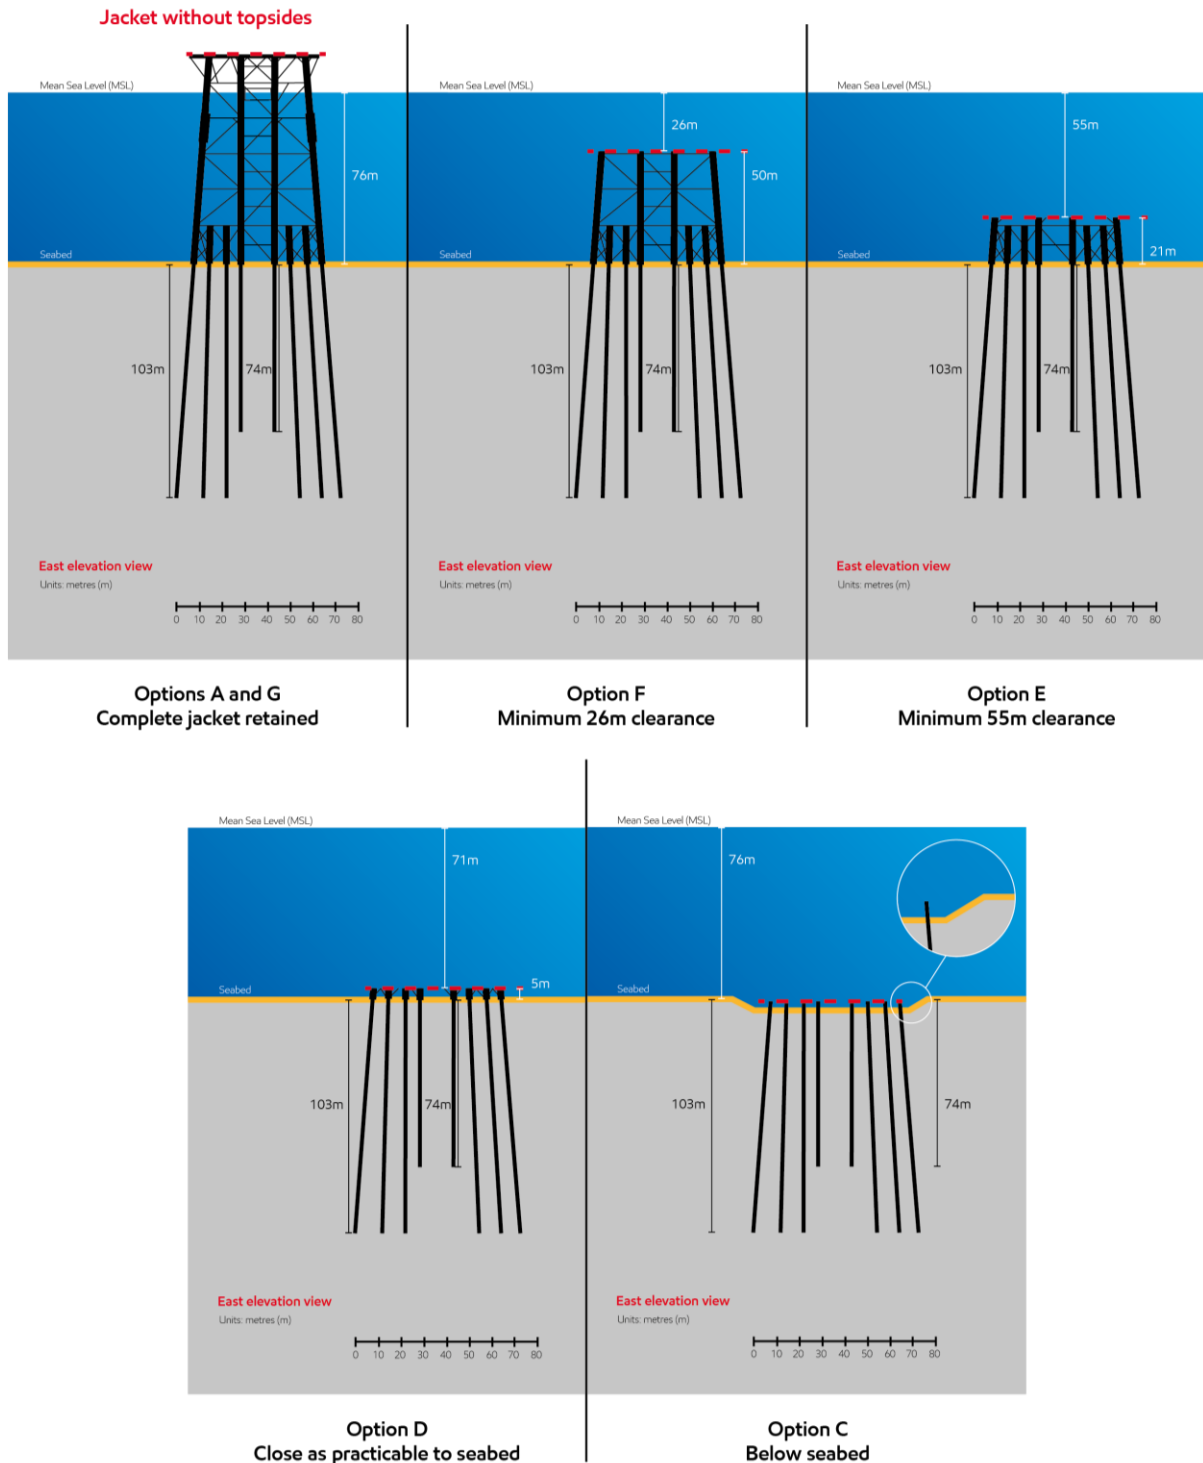 Jacket without topsides
Mean Sea Level (MSL)
76m
Seabed
103m
74m
East elevation view
Units: metres (m)
0 10 20 30 40 50 60 70 80
Options A and G
Complete jacket retained
Mean Sea Level (MSL)
26m
50m
Seabed
103m
74m
East elevation view
Units: metres (m)
0 10 20 30 40 50 60 70 80
Option F
Minimum 26m clearance
Mean Sea Level (MSL)
55m
Seabed
21m
103m
74m
East elevation view
Units: metres (m)
0 10 20 30 40 50 60 70 80
Option E
Minimum 55m clearance
Mean Sea Level (MSL)
71m
Seabed
5m
103m
74m
East elevation view
Units: metres (m)
0 10 20 30 40 50 60 70 80
Option D
Close as practicable to seabed
Mean Sea Level (MSL)
76m
Seabed
103m
74m
East elevation view
Units: metres (m)
0 10 20 30 40 50 60 70 80
Option C
Below seabed